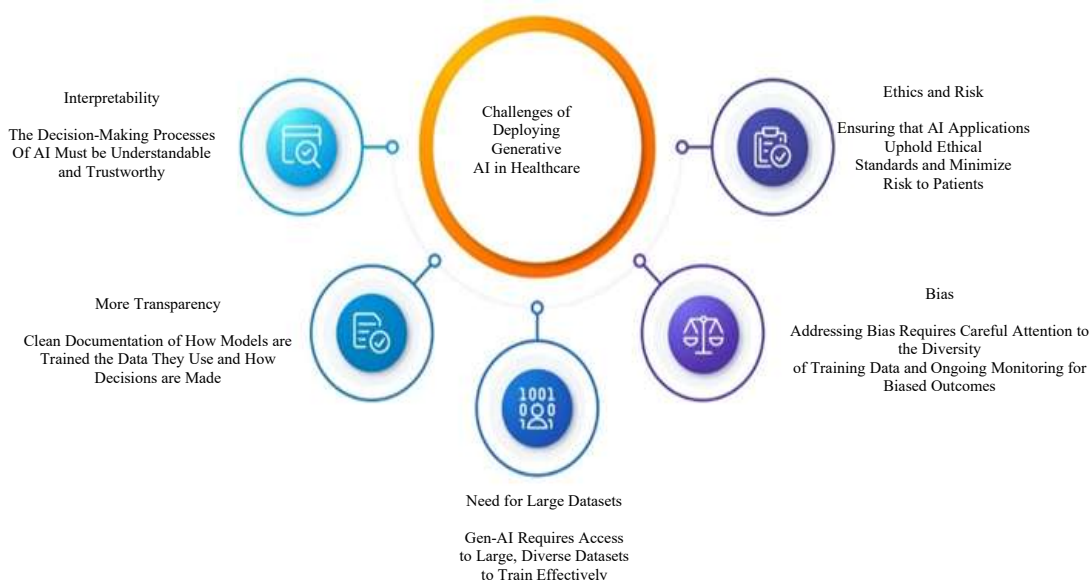 Challenges of
Deploying
Generative
AI in Healthcare
Interpretability
The Decision-Making Processes
Of AI Must be Understandable
and Trustworthy
More Transparency
Clean Documentation of How Models are
Trained the Data They Use and How
Decisions are Made
1001
0 0
1 1
Need for Large Datasets
Gen-AI Requires Access
to Large, Diverse Datasets
to Train Effectively
Bias
Addressing Bias Requires Careful Attention to
the Diversity
of Training Data and Ongoing Monitoring for
Biased Outcomes
Ethics and Risk
Ensuring that AI Applications
Uphold Ethical
Standards and Minimize
Risk to Patients